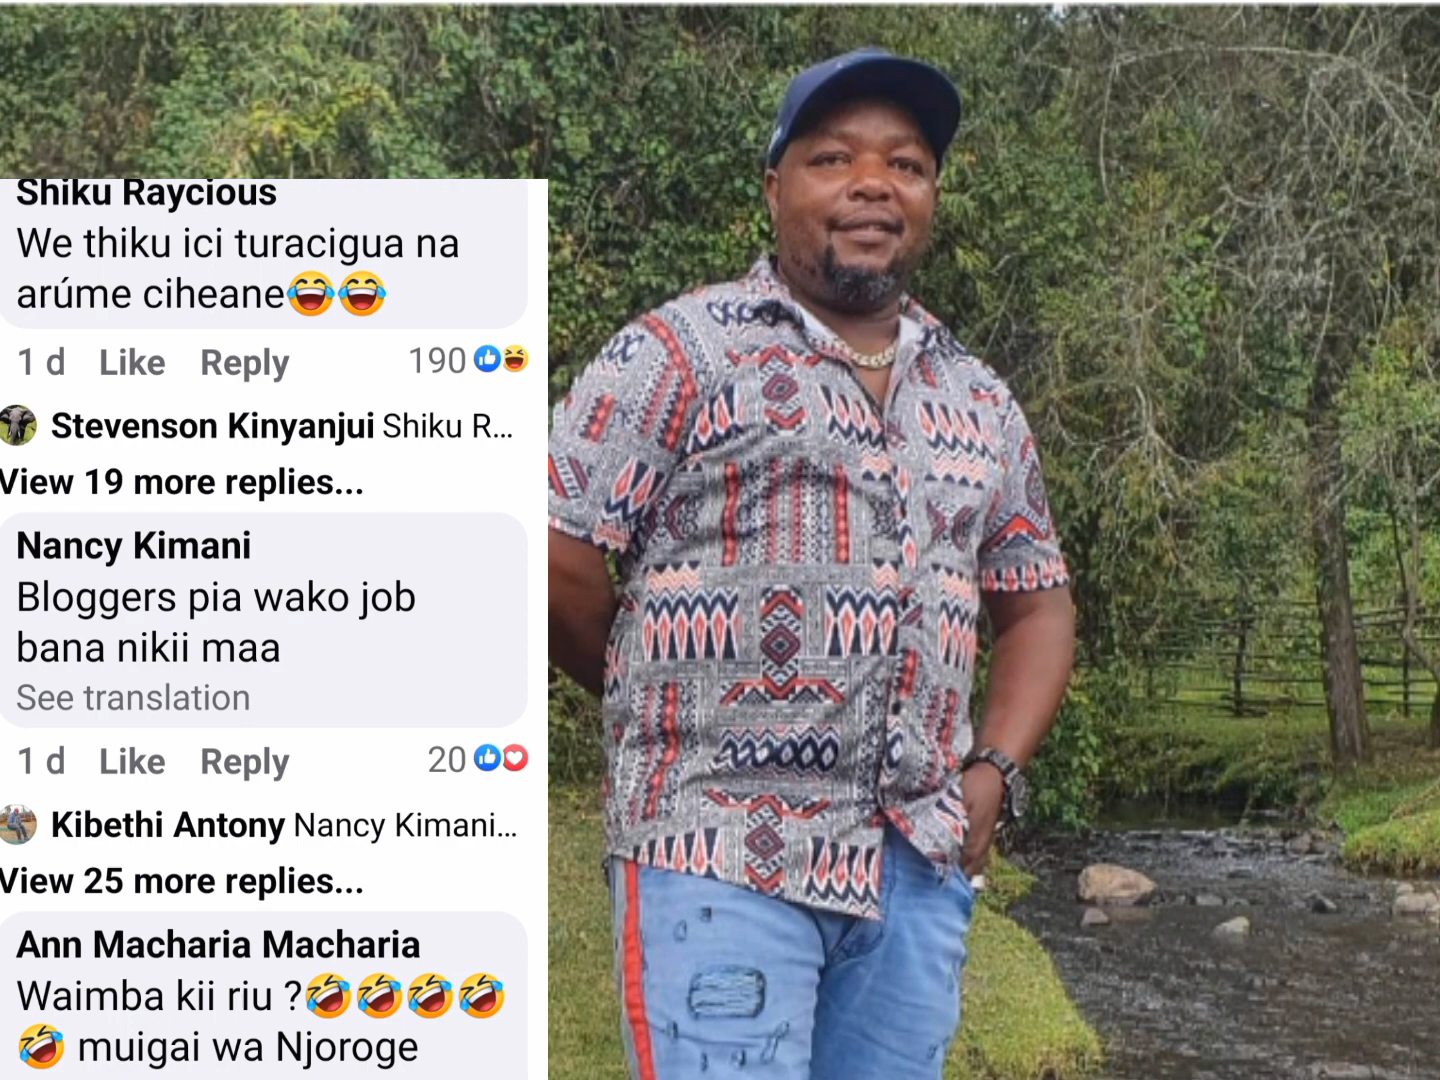 Shiku Raycious
We thiku ici turacigua na
arúme ciheane😂😂
1 d Like Reply 190
Stevenson Kinyanjui Shiku R...
View 19 more replies...
Nancy Kimani
Bloggers pia wako job
bana nikii maa
See translation
1 d Like Reply 20
Kibethi Antony Nancy Kimani...
View 25 more replies...
Ann Macharia Macharia
Waimba kii riu ?🤣🤣🤣🤣
🤣 muigai wa Njoroge